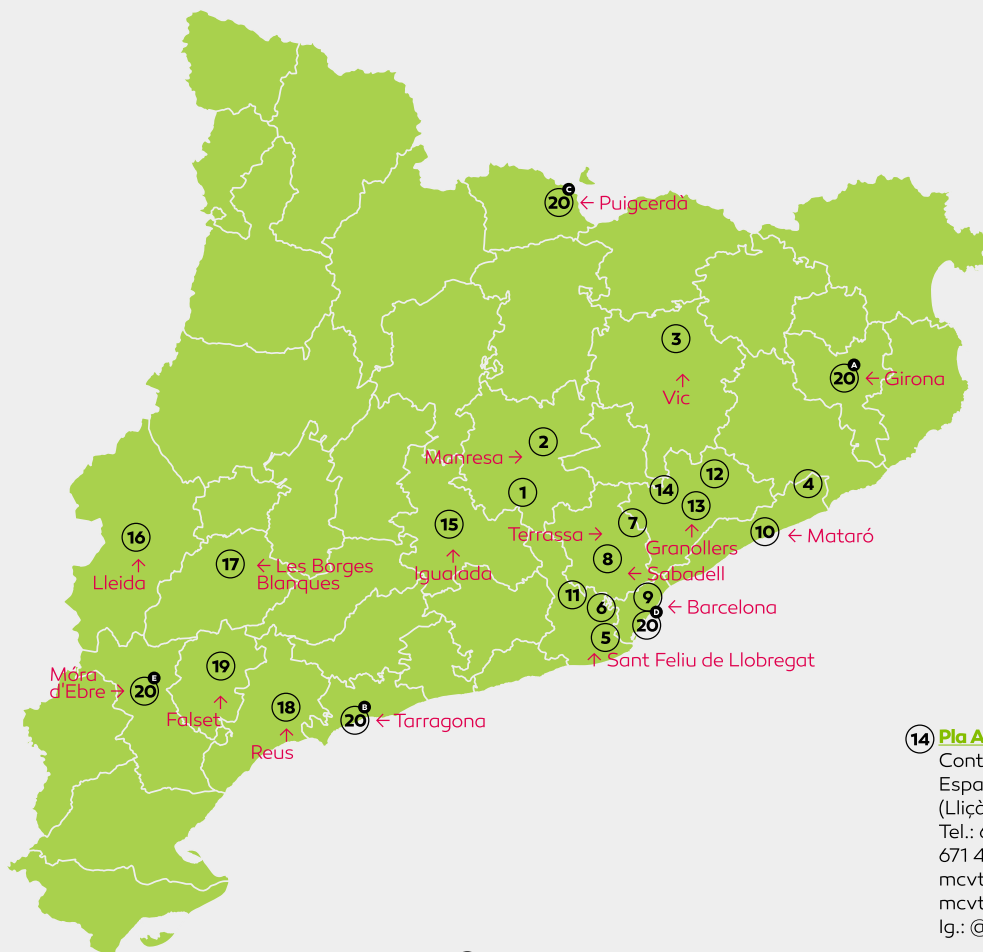 C
20 ← Puigcerdà
3
↑
Vic
A
20 ← Girona
2
Manresa →
1
12
14
13
4
↑
Granollers
10 ← Mataró
15
↑
Igualada
7
Terrassa →
8
← Sabadell
16
↑
Lleida
17 ← Les Borges
Blanques
11
6
9
← Barcelona
D
20
5
↑ Sant Feliu de Llobregat
Móra
d'Ebre →
E
20
19
↑
Falset
18
↑
Reus
B
20 ← Tarragona
14 Pla A
Cont
Espa
(Lliçà
Tel.:
671 4
mcvt
mcvt
Ig.: @